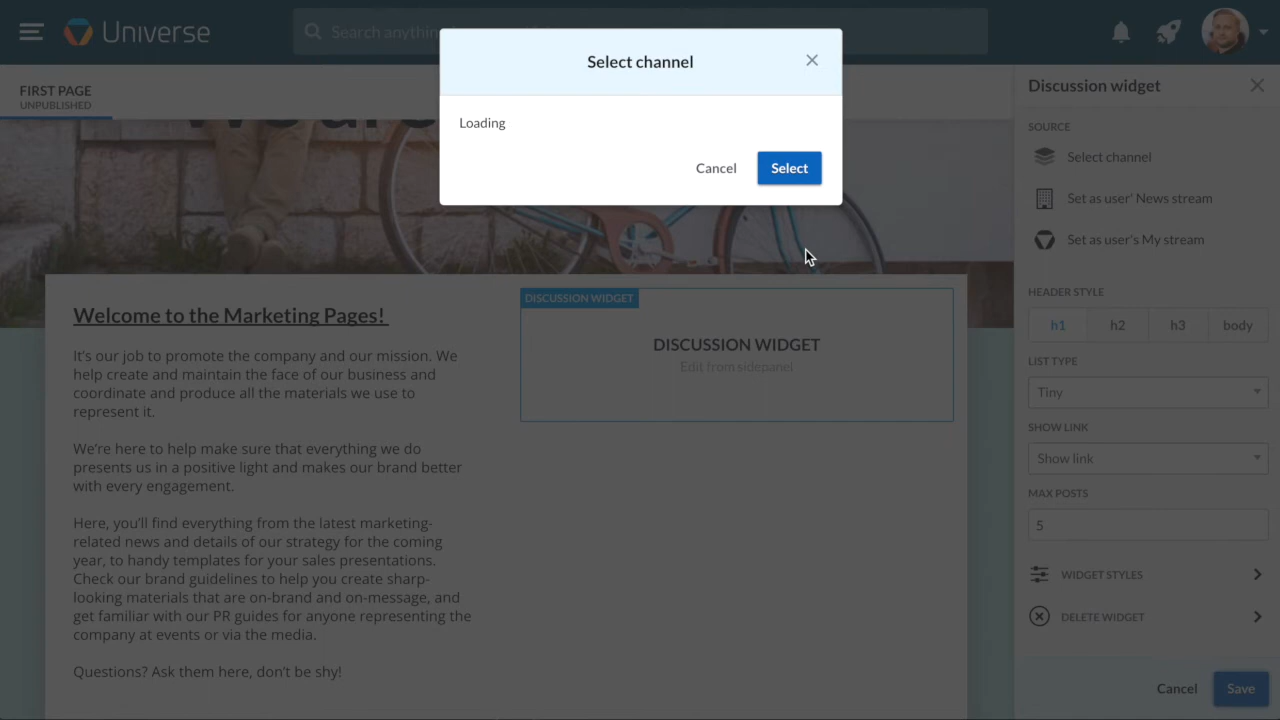 Universe
Search anythin
Select channel
Loading
Cancel
Select
FIRST PAGE
UNPUBLISHED
Discussion widget
SOURCE
Select channel
Set as user' News stream
Set as user's My stream
HEADER STYLE
h1 h2 h3 body
LIST TYPE
Tiny
SHOW LINK
Show link
MAX POSTS
5
WIDGET STYLES
DELETE WIDGET
Cancel
Save
Welcome to the Marketing Pages!
It's our job to promote the company and our mission. We
help create and maintain the face of our business and
coordinate and produce all the materials we use to
represent it.
We're here to help make sure that everything we do
presents us in a positive light and makes our brand better
with every engagement.
Here, you'll find everything from the latest marketing-
related news and details of our strategy for the coming
year, to handy templates for your sales presentations.
Check our brand guidelines to help you create sharp-
looking materials that are on-brand and on-message, and
get familiar with our PR guides for anyone representing the
company at events or via the media.
Questions? Ask them here, don't be shy!
DISCUSSION WIDGET
DISCUSSION WIDGET
Edit from sidepanel